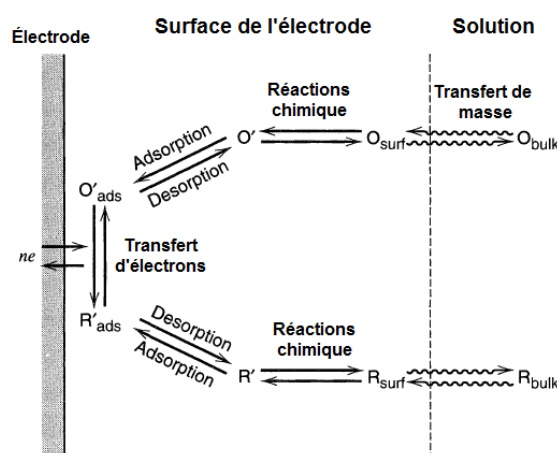 Électrode
Surface de l'électrode
Solution
Réactions
chimique
Transfert de
masse
Adsorption
Desorption
O'
O surf
O bulk
O' ads
ne
Transfert
d'électrons
R' ads
Desorption
Adsorption
Réactions
chimique
R'
R surf
R bulk